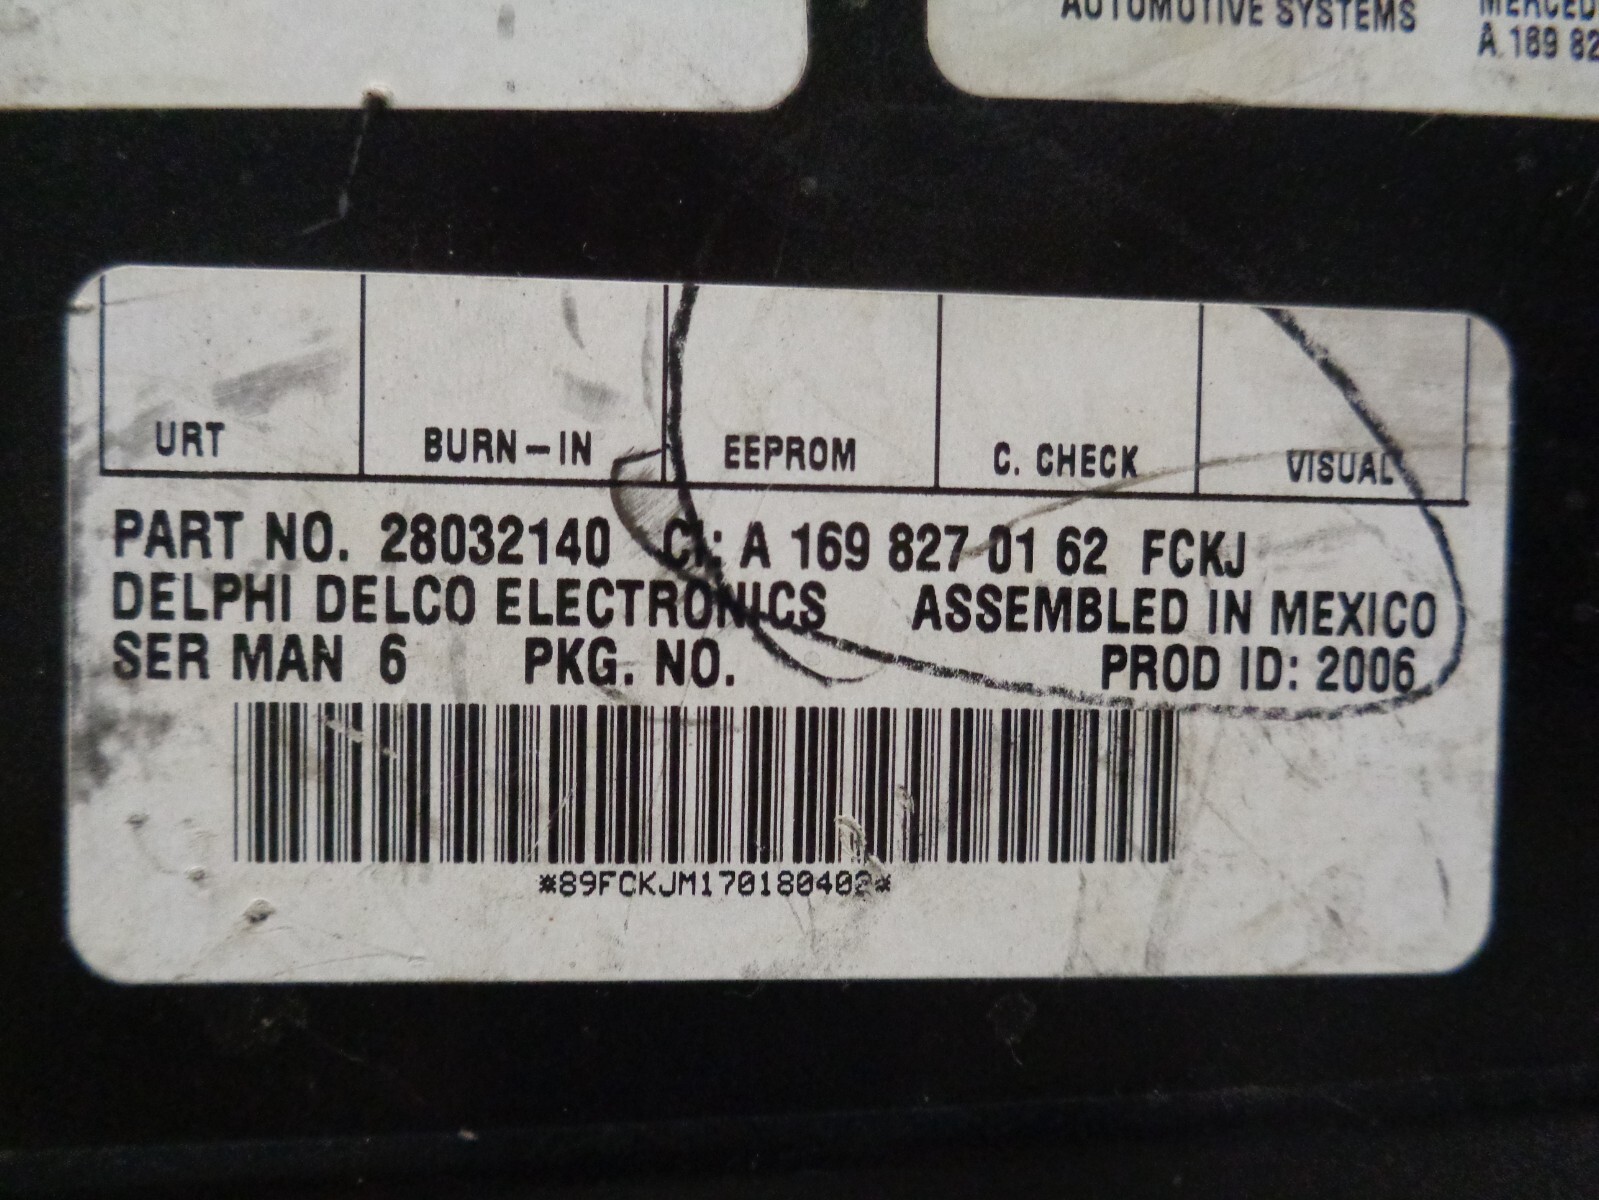 AUTOMOTIVE SYSTEMS
A 169 82
URT BURN-IN EEPROM C. CHECK VISUAL
PART NO. 28032140 CI: A 169 827 01 62 FCKJ
DELPHI DELCO ELECTRONICS ASSEMBLED IN MEXICO
SER MAN 6 PKG. NO. PROD ID: 2006
*89FCKJM170180402*